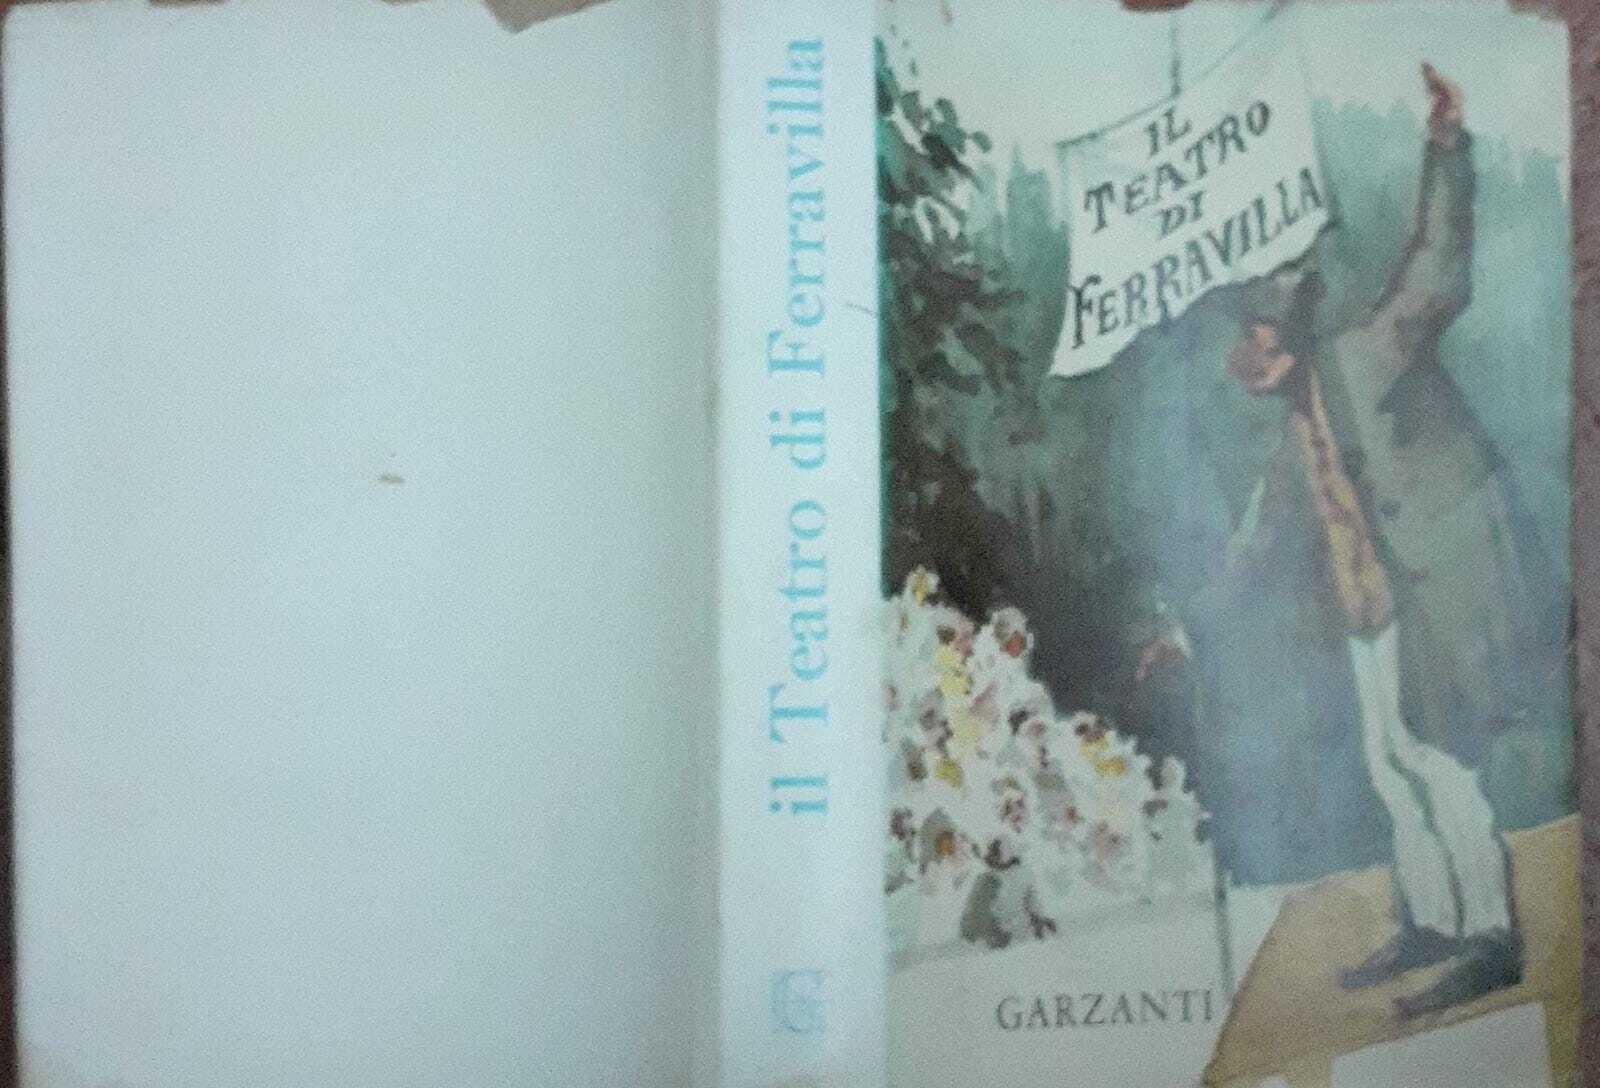 il Teatro di Ferravilla
IL
TEATRO
DI
FERRAVILLA
GARZANTI